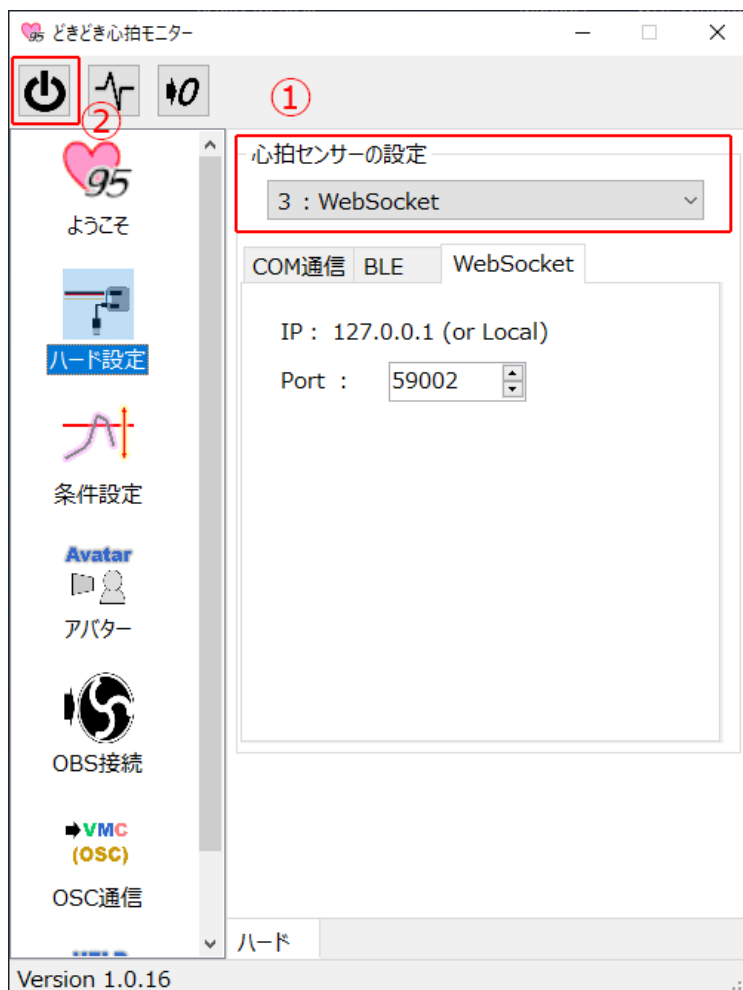 95 どきどき心拍モニター
①
②
95
ようこそ
ハード設定
条件設定
Avatar
アバター
OBS接続
VMC
(OSC)
OSC通信
心拍センサーの設定
3 : WebSocket
COM通信 BLE WebSocket
IP : 127.0.0.1 (or Local)
Port : 59002
ハード
Version 1.0.16